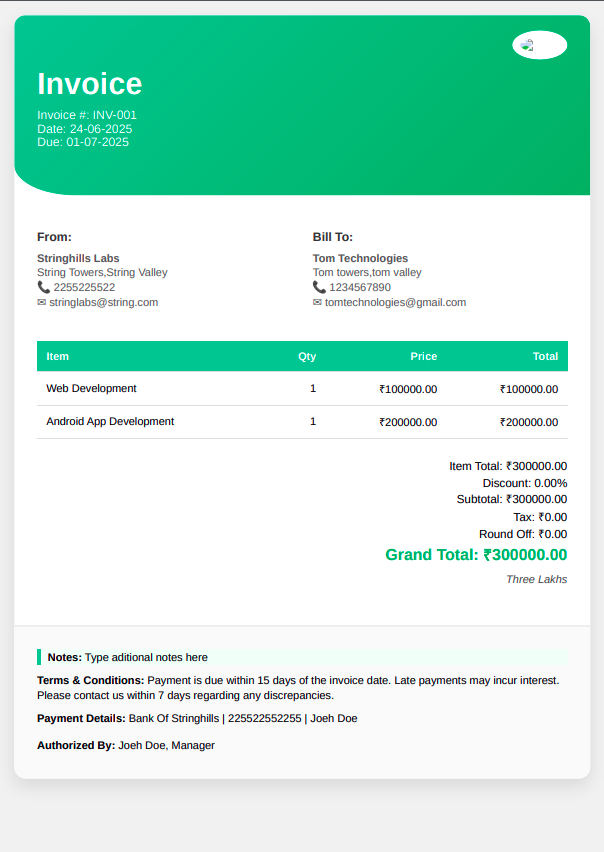 Invoice
Invoice #: INV-001
Date: 24-06-2025
Due: 01-07-2025
From:
Stringhills Labs
String Towers,String Valley
📞 2255225522
✉ stringlabs@string.com
Bill To:
Tom Technologies
Tom towers,tom valley
📞 1234567890
✉ tomtechnologies@gmail.com
Item Qty Price Total
Web Development 1 ₹100000.00 ₹100000.00
Android App Development 1 ₹200000.00 ₹200000.00
Item Total: ₹300000.00
Discount: 0.00%
Subtotal: ₹300000.00
Tax: ₹0.00
Round Off: ₹0.00
Grand Total: ₹300000.00
Three Lakhs
Notes: Type aditional notes here
Terms & Conditions: Payment is due within 15 days of the invoice date. Late payments may incur interest.
Please contact us within 7 days regarding any discrepancies.
Payment Details: Bank Of Stringhills | 225522552255 | Joeh Doe
Authorized By: Joeh Doe, Manager